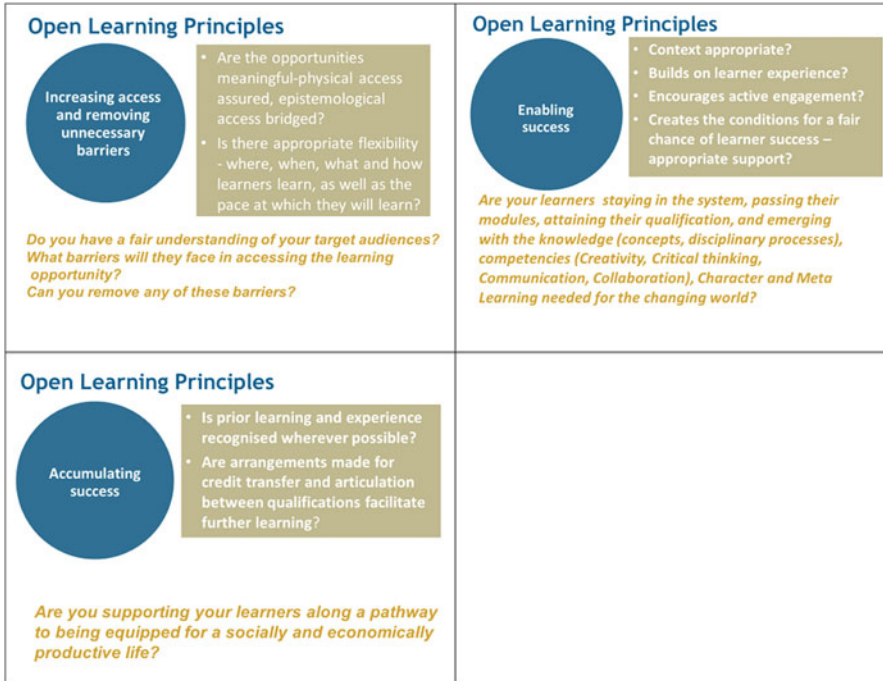 Open Learning Principles
Increasing access
and removing
unnecessary
barriers
• Are the opportunities
meaningful-physical access
assured, epistemological
access bridged?
• Is there appropriate flexibility
- where, when, what and how
learners learn, as well as the
pace at which they will learn?
Do you have a fair understanding of your target audiences?
What barriers will they face in accessing the learning
opportunity?
Can you remove any of these barriers?
Open Learning Principles
Enabling
success
• Context appropriate?
• Builds on learner experience?
• Encourages active engagement?
• Creates the conditions for a fair
chance of learner success –
appropriate support?
Are your learners staying in the system, passing their
modules, attaining their qualification, and emerging
with the knowledge (concepts, disciplinary processes),
competencies (Creativity, Critical thinking,
Communication, Collaboration), Character and Meta
Learning needed for the changing world?
Open Learning Principles
Accumulating
success
• Is prior learning and experience
recognised wherever possible?
• Are arrangements made for
credit transfer and articulation
between qualifications facilitate
further learning?
Are you supporting your learners along a pathway
to being equipped for a socially and economically
productive life?